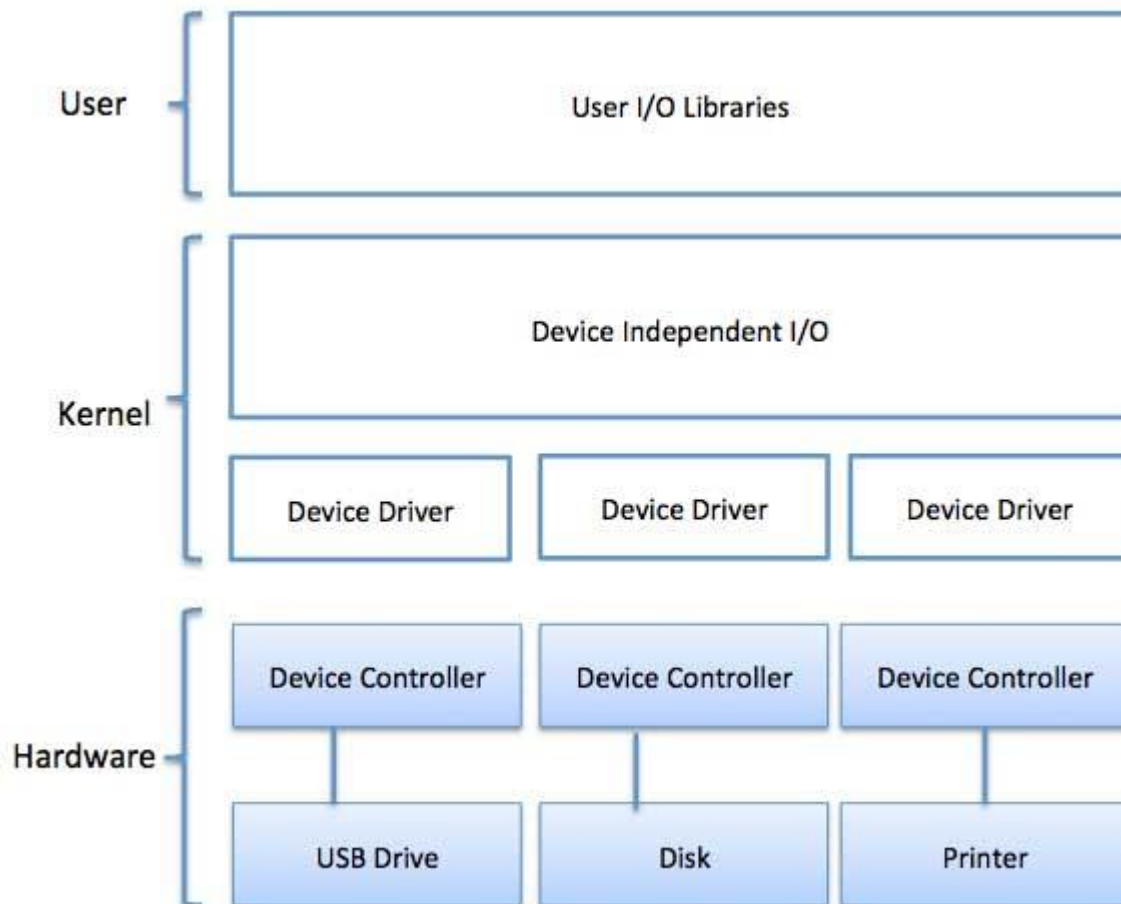 User
User I/O Libraries
Kernel
Device Independent I/O
Device Driver
Device Driver
Device Driver
Hardware
Device Controller
Device Controller
Device Controller
USB Drive
Disk
Printer